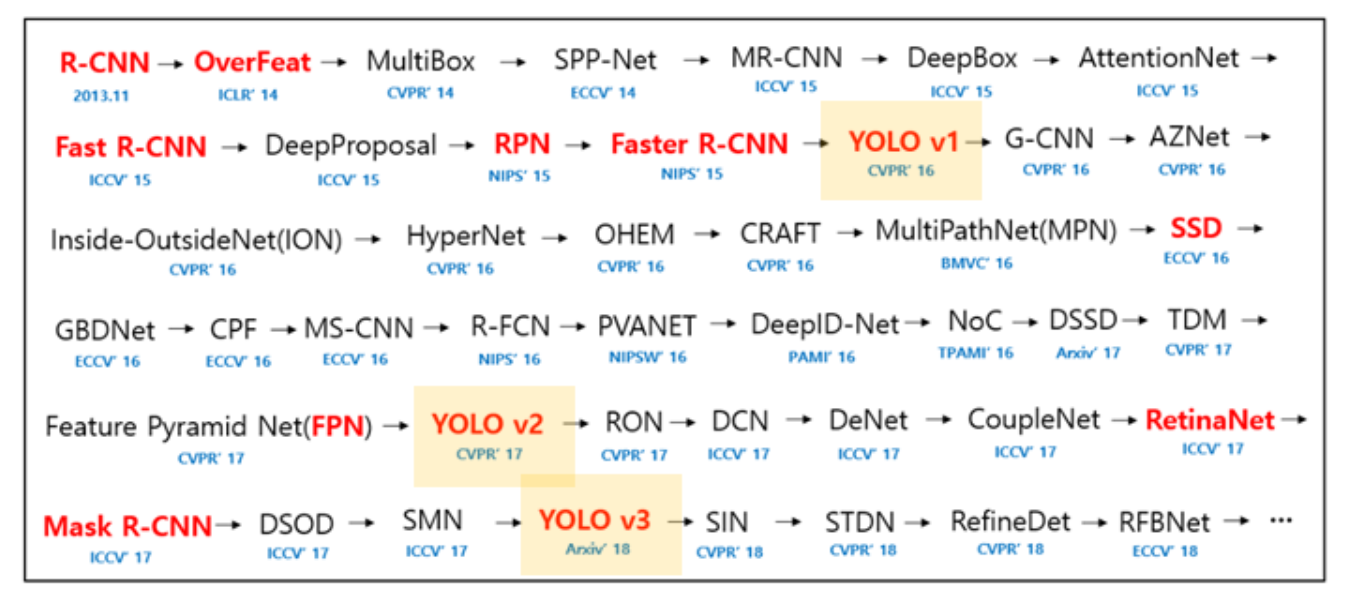 R-CNN → OverFeat → MultiBox → SPP-Net → MR-CNN → DeepBox → AttentionNet →
2013.11 ICLR' 14 CVPR' 14 ECCV' 14 ICCV' 15 ICCV' 15 ICCV' 15
Fast R-CNN → DeepProposal → RPN → Faster R-CNN → YOLO v1 → G-CNN → AZNet →
ICCV' 15 ICCV' 15 NIPS' 15 NIPS' 15 CVPR' 16 CVPR' 16 CVPR' 16
Inside-OutsideNet(ION) → HyperNet → OHEM → CRAFT → MultiPathNet(MPN) → SSD →
CVPR' 16 CVPR' 16 CVPR' 16 CVPR' 16 BMVC' 16 ECCV' 16
GBDNet → CPF → MS-CNN → R-FCN → PVANET → DeepID-Net → NoC → DSSD → TDM →
ECCV' 16 ECCV' 16 ECCV' 16 NIPS' 16 NIPSW' 16 PAMI' 16 TPAMI' 16 Arxiv' 17 CVPR' 17
Feature Pyramid Net(FPN) → YOLO v2 → RON → DCN → DeNet → CoupleNet → RetinaNet →
CVPR' 17 CVPR' 17 CVPR' 17 ICCV' 17 ICCV' 17 ICCV' 17 ICCV' 17
Mask R-CNN → DSOD → SMN → YOLO v3 → SIN → STDN → RefineDet → RFBNet → ···
ICCV' 17 ICCV' 17 ICCV' 17 Arxiv' 18 CVPR' 18 CVPR' 18 CVPR' 18 ECCV' 18